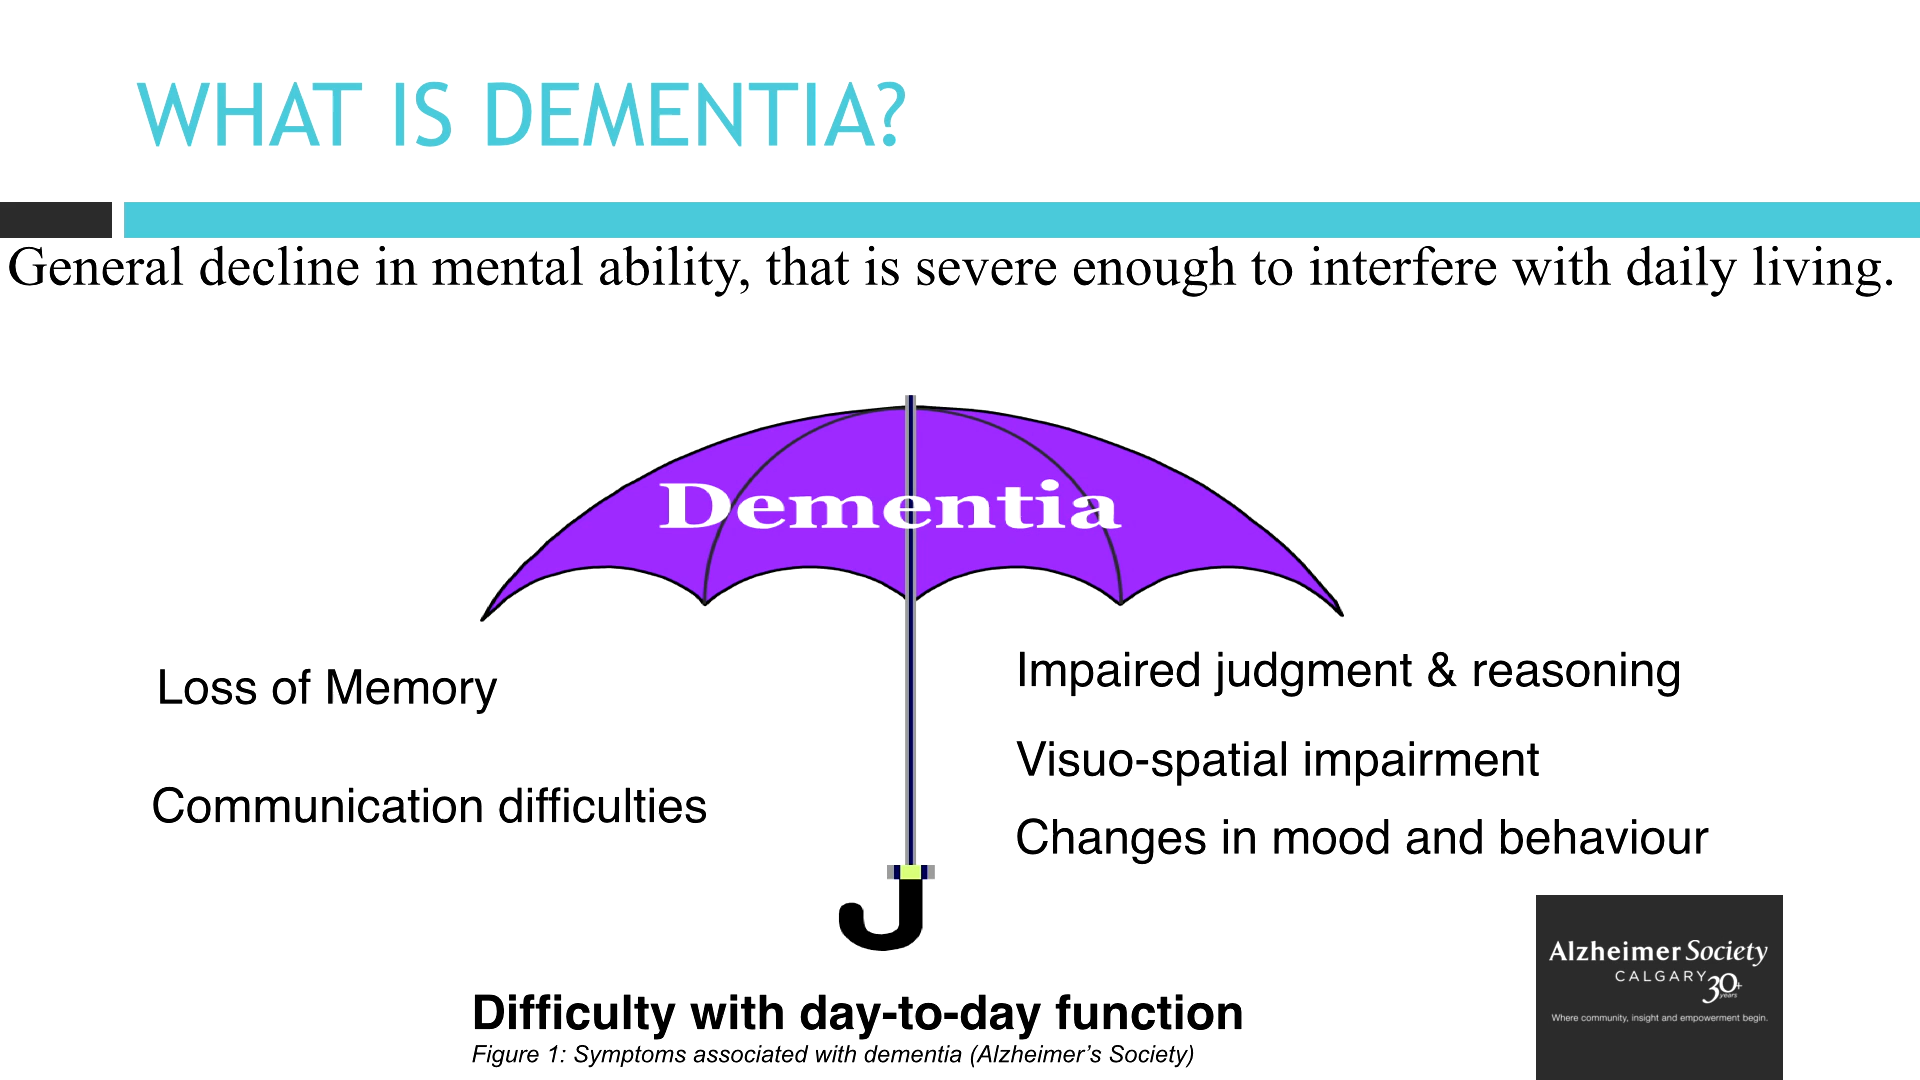 WHAT IS DEMENTIA?
General decline in mental ability, that is severe enough to interfere with daily living.
Dementia
Loss of Memory
Communication difficulties
Impaired judgment & reasoning
Visuo-spatial impairment
Changes in mood and behaviour
Difficulty with day-to-day function
Figure 1: Symptoms associated with dementia (Alzheimer’s Society)
Alzheimer Society
CALGARY 30+
years
Where community, insight and empowerment begin.